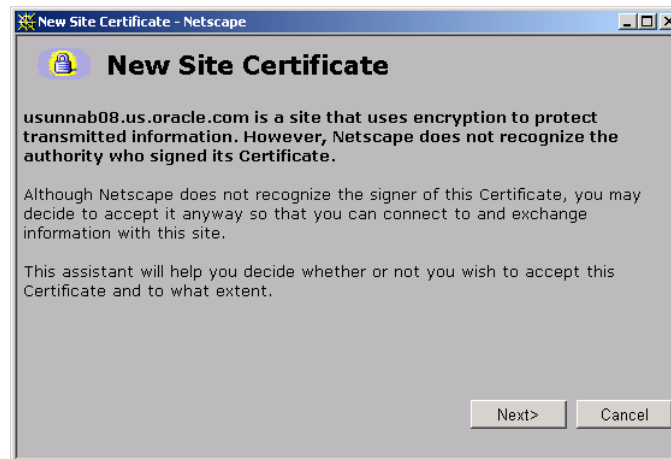 New Site Certificate - Netscape
New Site Certificate
usunnab08.us.oracle.com is a site that uses encryption to protect
transmitted information. However, Netscape does not recognize the
authority who signed its Certificate.
Although Netscape does not recognize the signer of this Certificate, you may
decide to accept it anyway so that you can connect to and exchange
information with this site.
This assistant will help you decide whether or not you wish to accept this
Certificate and to what extent.
Next> Cancel